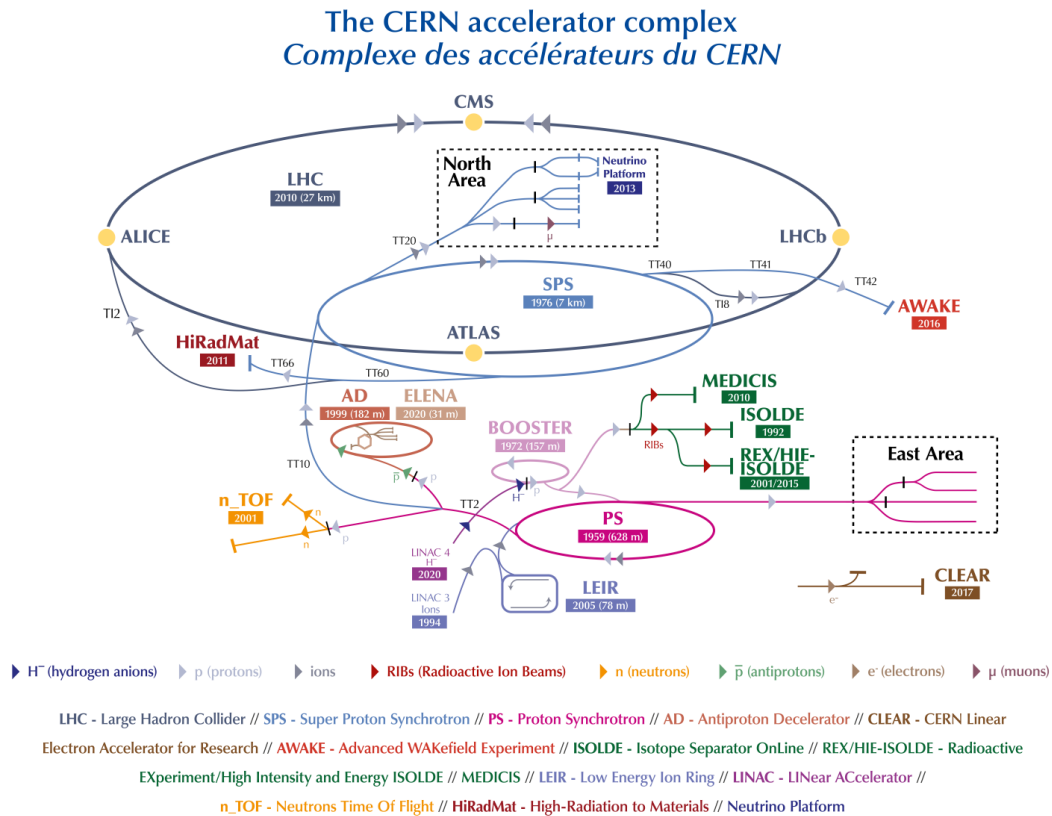 The CERN accelerator complex
Complexe des accélérateurs du CERN
CMS
North
Area
Neutrino
Platform
2013
LHC
2010 (27 km)
μ
ALICE
LHCb
TT20
TT40
TT41
SPS
1976 (7 km)
TI8
TT42
AWAKE
2016
TI2
ATLAS
HiRadMat
2011
TT66
TT60
MEDICIS
2010
AD
1999 (182 m)
ELENA
2020 (31 m)
ISOLDE
1992
BOOSTER
1972 (157 m)
RIBs
REX/HIE-
ISOLDE
2001/2015
East Area
TT10
p̅
p
H⁻
p
n_TOF
2001
n
n
p
TT2
PS
1959 (628 m)
LINAC 4
H⁻
2020
LINAC 3
Ions
1994
LEIR
2005 (78 m)
e⁻
CLEAR
2017
H⁻ (hydrogen anions)
p (protons)
ions
RIBs (Radioactive Ion Beams)
n (neutrons)
p̅ (antiprotons)
e⁻ (electrons)
μ (muons)
LHC - Large Hadron Collider // SPS - Super Proton Synchrotron // PS - Proton Synchrotron // AD - Antiproton Decelerator // CLEAR - CERN Linear
Electron Accelerator for Research // AWAKE - Advanced WAKefield Experiment // ISOLDE - Isotope Separator OnLine // REX/HIE-ISOLDE - Radioactive
EXperiment/High Intensity and Energy ISOLDE // MEDICIS // LEIR - Low Energy Ion Ring // LINAC - LINear ACcelerator //
n_TOF - Neutrons Time Of Flight // HiRadMat - High-Radiation to Materials // Neutrino Platform